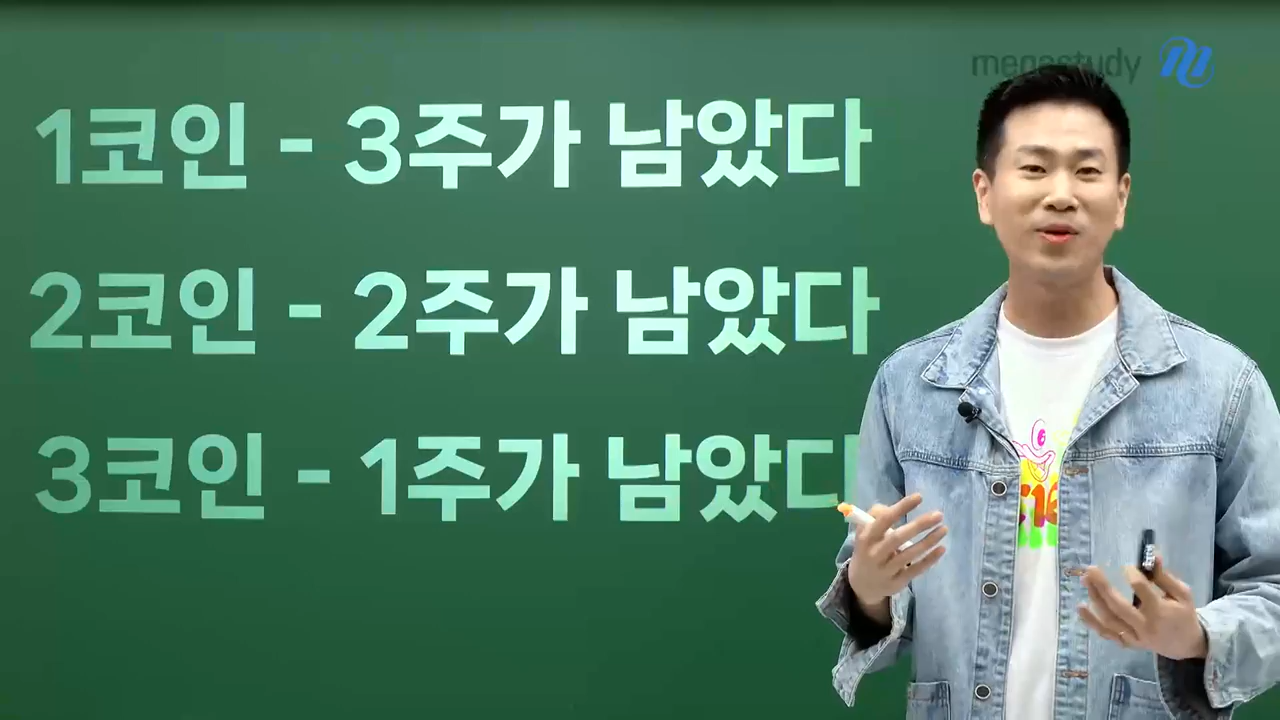 megastudy
1코인 - 3주가 남았다
2코인 - 2주가 남았다
3코인 - 1주가 남았다